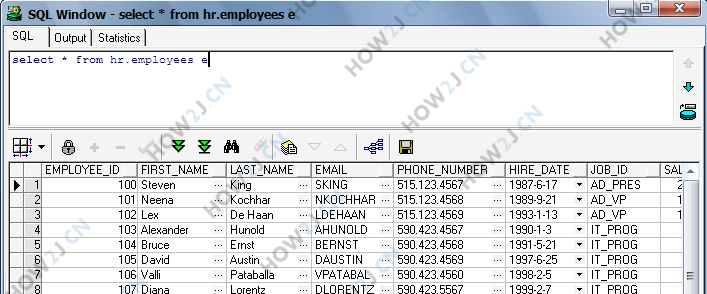 SQL Window - select * from hr.employees e
SQL Output Statistics
select * from hr.employees e
EMPLOYEE_ID FIRST_NAME LAST_NAME EMAIL PHONE_NUMBER HIRE_DATE JOB_ID SAL
1 100 Steven ... King ... SKING ... 515.123.4567 ... 1987-6-17 AD_PRES ... 2
2 101 Neena ... Kochhar ... NKOCHHAR ... 515.123.4568 ... 1989-9-21 AD_VP ... 1
3 102 Lex ... De Haan ... LDEHAAN ... 515.123.4569 ... 1993-1-13 AD_VP ... 1
4 103 Alexander ... Hunold ... AHUNOLD ... 590.423.4567 ... 1990-1-3 IT_PROG ...
5 104 Bruce ... Ernst ... BERNST ... 590.423.4568 ... 1991-5-21 IT_PROG ...
6 105 David ... Austin ... DAUSTIN ... 590.423.4569 ... 1997-6-25 IT_PROG ...
7 106 Valli ... Pataballa ... VPATABAL ... 590.423.4560 ... 1998-2-5 IT_PROG ...
8 107 Diana ... Lorentz ... DLORENTZ ... 590.423.5567 ... 1999-2-7 IT_PROG ...
HOW2J.CN